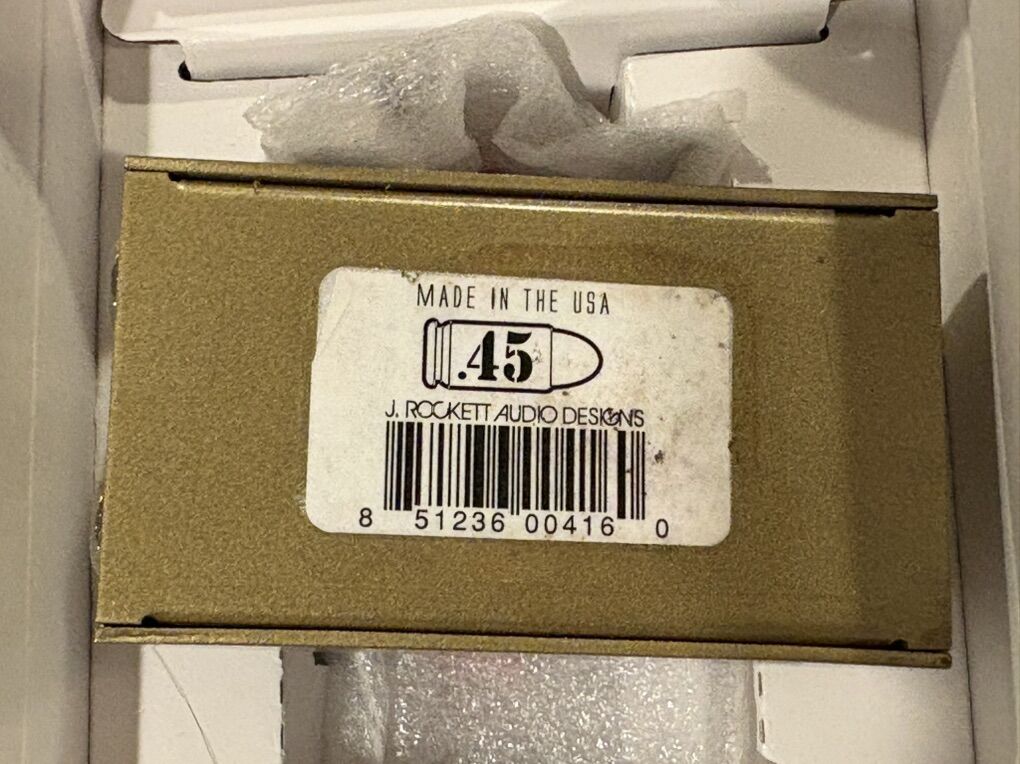 MADE IN THE USA
.45
J. ROCKETT AUDIO DESIGNS
8 51236 00416 0